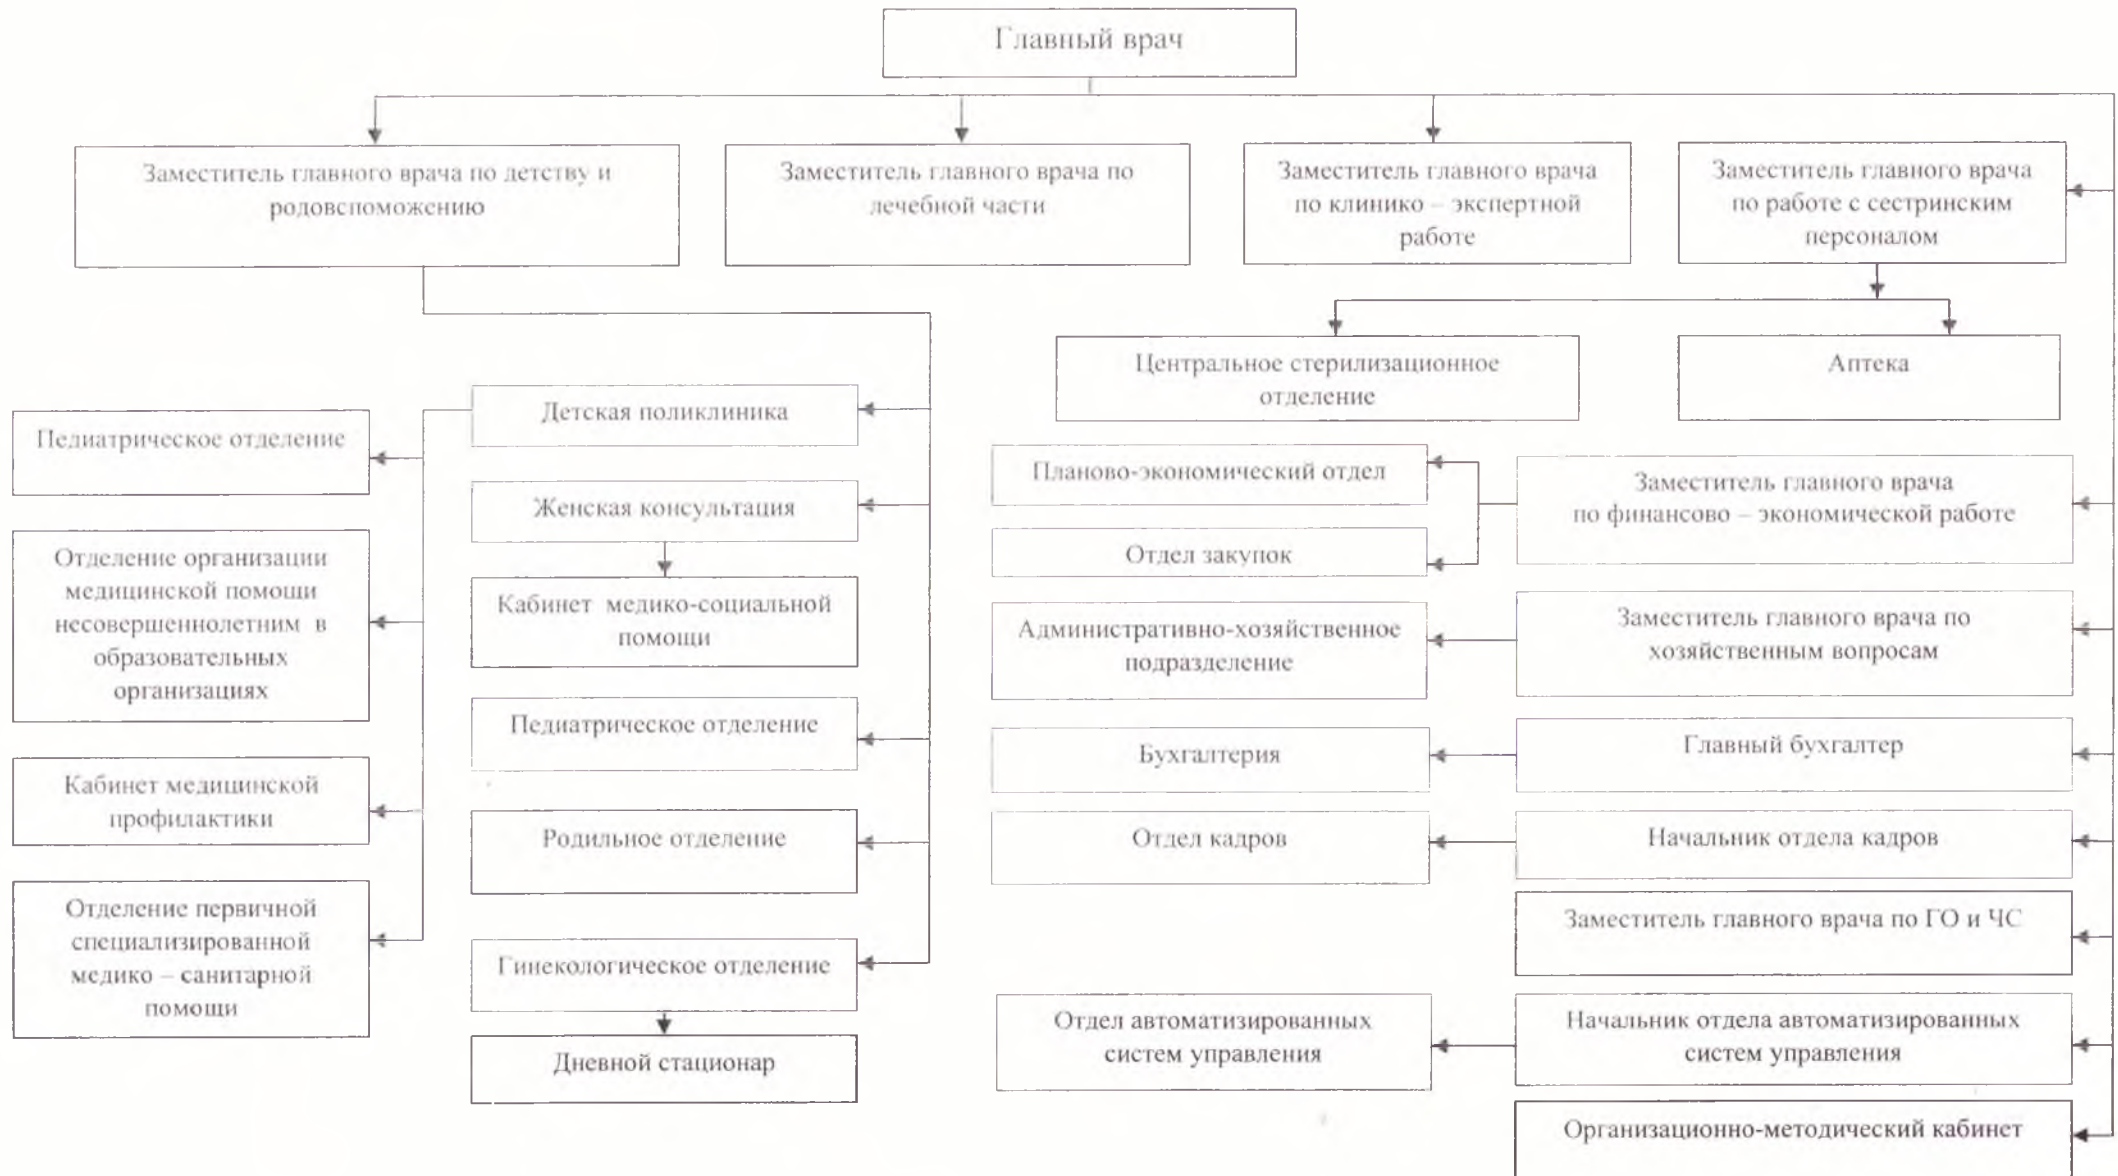 Главный врач
Заместитель главного врача по детству и
родовспоможению
Заместитель главного врача по
лечебной части
Заместитель главного врача
по клинико – экспертной
работе
Заместитель главного врача
по работе с сестринским
персоналом
Центральное стерилизационное
отделение
Аптека
Детская поликлиника
Педиатрическое отделение
Женская консультация
Отделение организации
медицинской помощи
несовершеннолетним в
образовательных
организациях
Кабинет медико-социальной
помощи
Педиатрическое отделение
Кабинет медицинской
профилактики
Родильное отделение
Отделение первичной
специализированной
медико – санитарной
помощи
Гинекологическое отделение
Дневной стационар
Планово-экономический отдел
Отдел закупок
Заместитель главного врача
по финансово – экономической работе
Административно-хозяйственное
подразделение
Заместитель главного врача по
хозяйственным вопросам
Бухгалтерия
Главный бухгалтер
Отдел кадров
Начальник отдела кадров
Заместитель главного врача по ГО и ЧС
Отдел автоматизированных
систем управления
Начальник отдела автоматизированных
систем управления
Организационно-методический кабинет